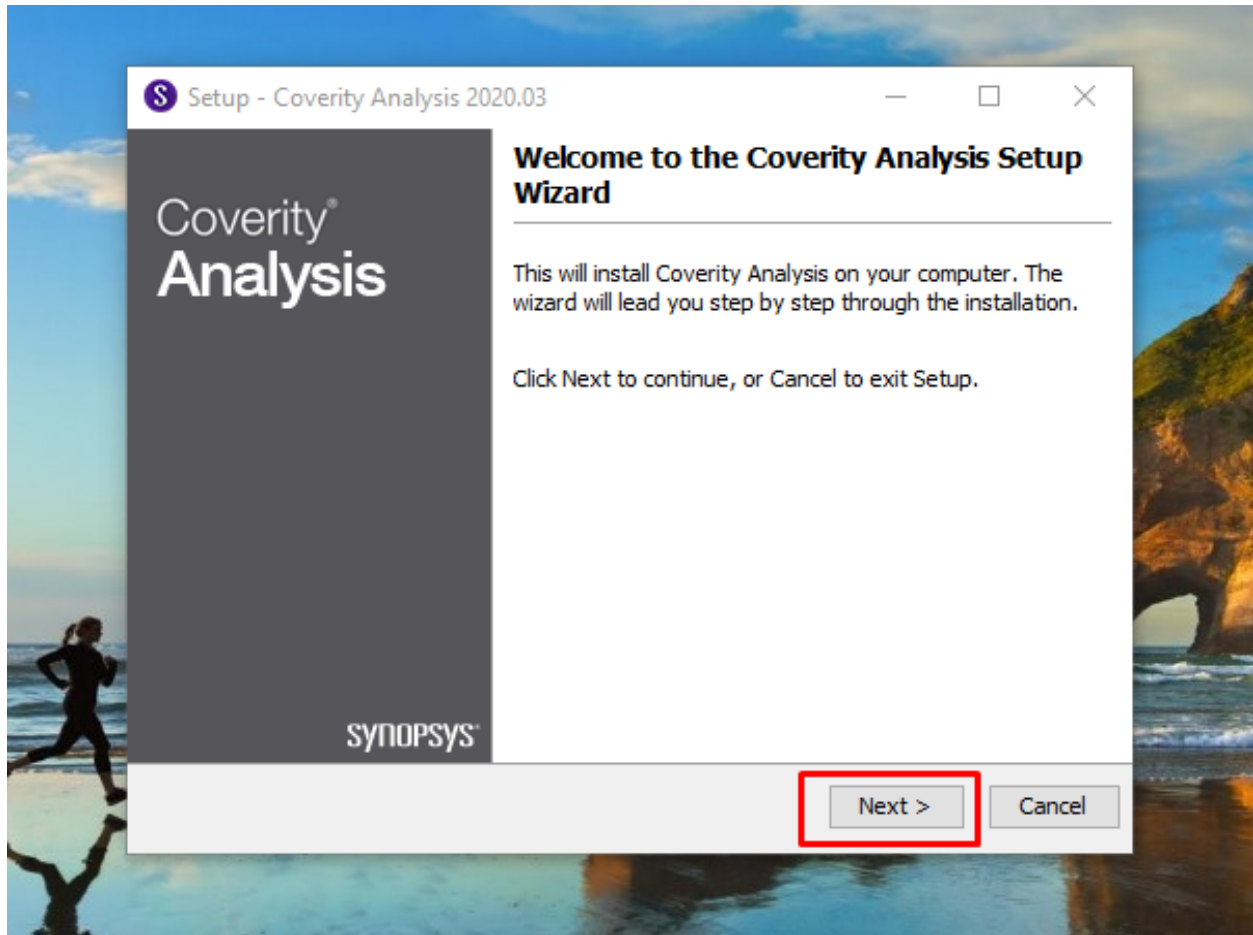 Setup - Coverity Analysis 2020.03
Coverity®
Analysis
Welcome to the Coverity Analysis Setup
Wizard
This will install Coverity Analysis on your computer. The
wizard will lead you step by step through the installation.
Click Next to continue, or Cancel to exit Setup.
SYNOPSYS®
Next >
Cancel